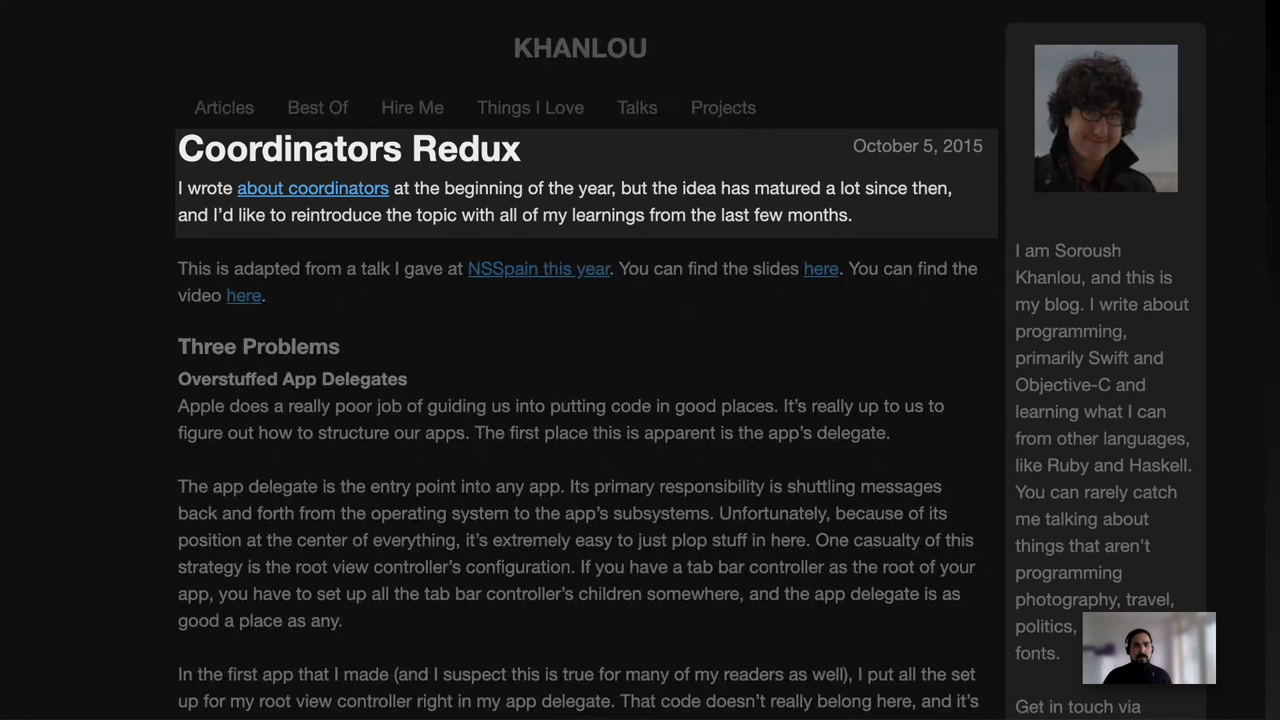 KHANLOU
Articles Best Of Hire Me Things I Love Talks Projects
Coordinators Redux
October 5, 2015
I wrote about coordinators at the beginning of the year, but the idea has matured a lot since then,
and I’d like to reintroduce the topic with all of my learnings from the last few months.
This is adapted from a talk I gave at NSSpain this year. You can find the slides here. You can find the
video here.
Three Problems
Overstuffed App Delegates
Apple does a really poor job of guiding us into putting code in good places. It’s really up to us to
figure out how to structure our apps. The first place this is apparent is the app’s delegate.
The app delegate is the entry point into any app. Its primary responsibility is shuttling messages
back and forth from the operating system to the app’s subsystems. Unfortunately, because of its
position at the center of everything, it’s extremely easy to just plop stuff in here. One casualty of this
strategy is the root view controller’s configuration. If you have a tab bar controller as the root of your
app, you have to set up all the tab bar controller’s children somewhere, and the app delegate is as
good a place as any.
In the first app that I made (and I suspect this is true for many of my readers as well), I put all the set
up for my root view controller right in my app delegate. That code doesn’t really belong here, and it’s
I am Soroush
Khanlou, and this is
my blog. I write about
programming,
primarily Swift and
Objective-C and
learning what I can
from other languages,
like Ruby and Haskell.
You can rarely catch
me talking about
things that aren't
programming
photography, travel,
politics,
fonts.
Get in touch via